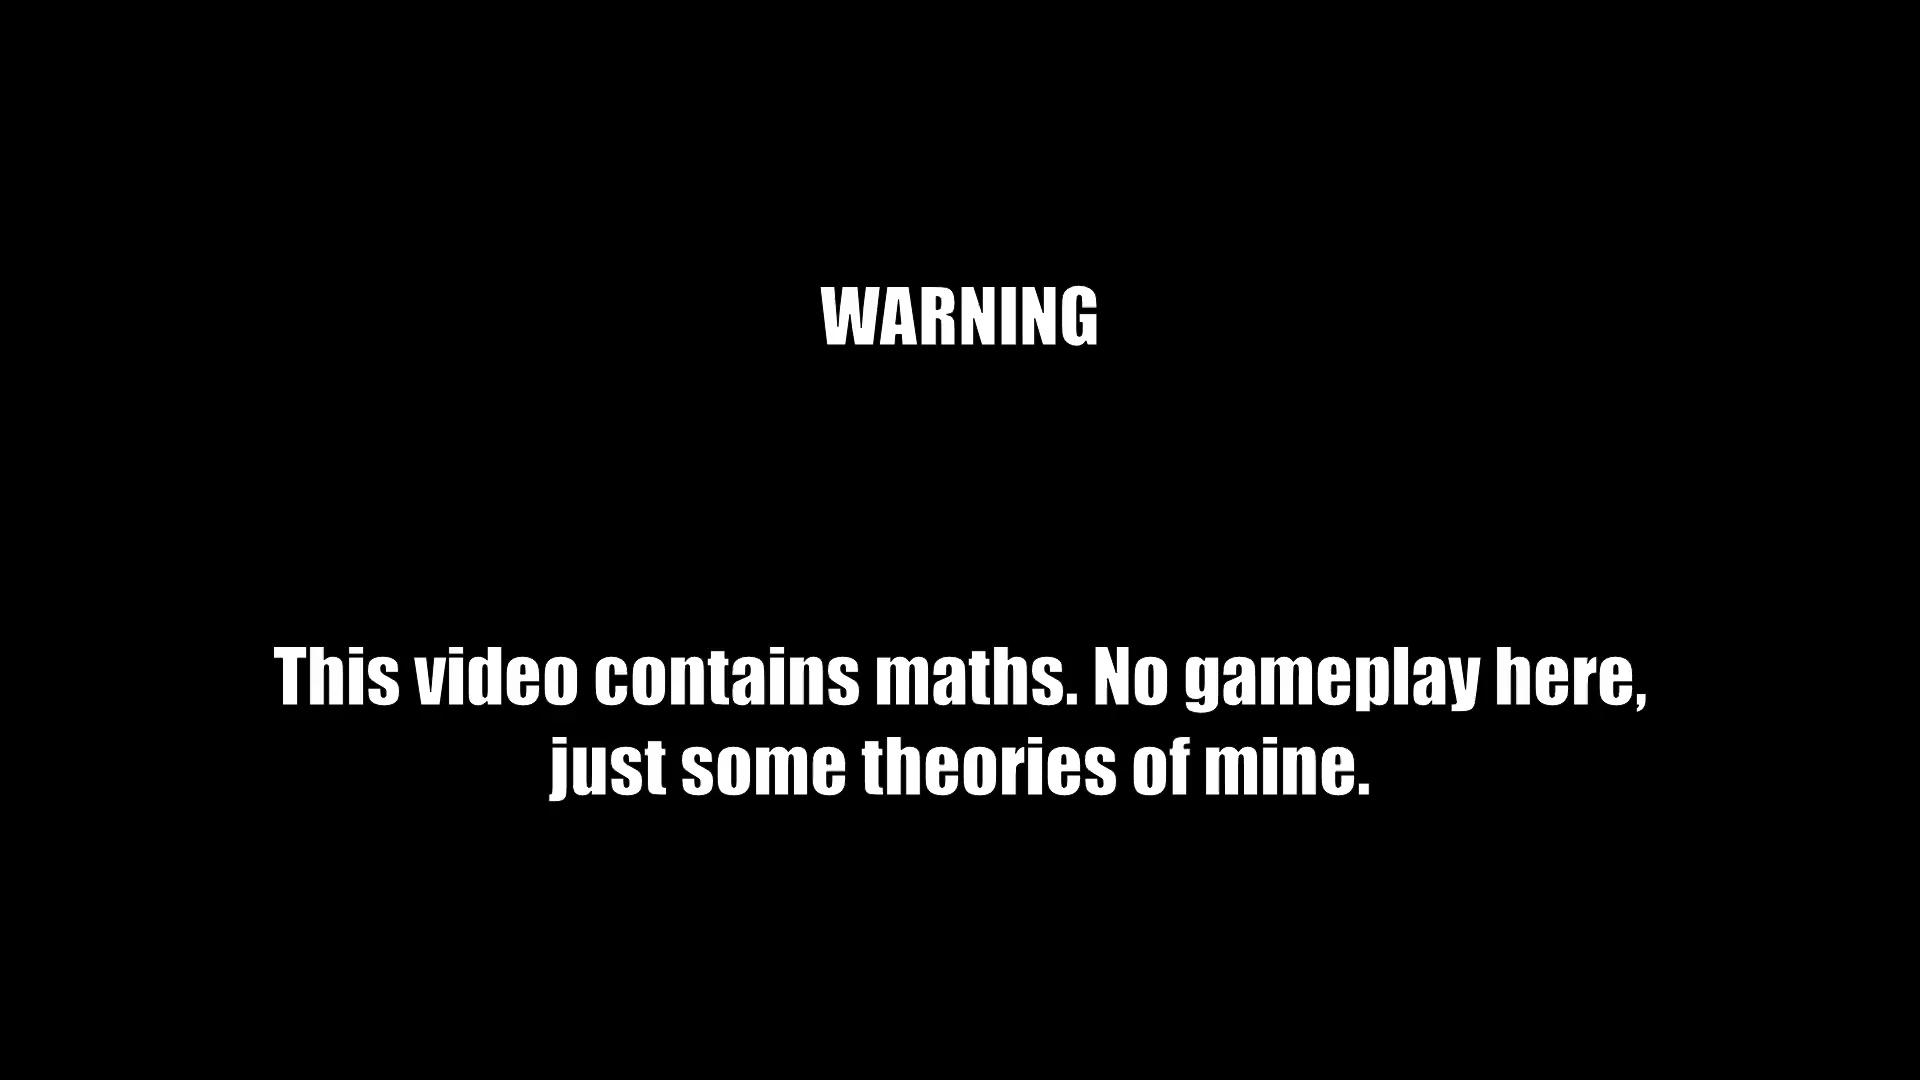 WARNING
This video contains maths. No gameplay here,
just some theories of mine.